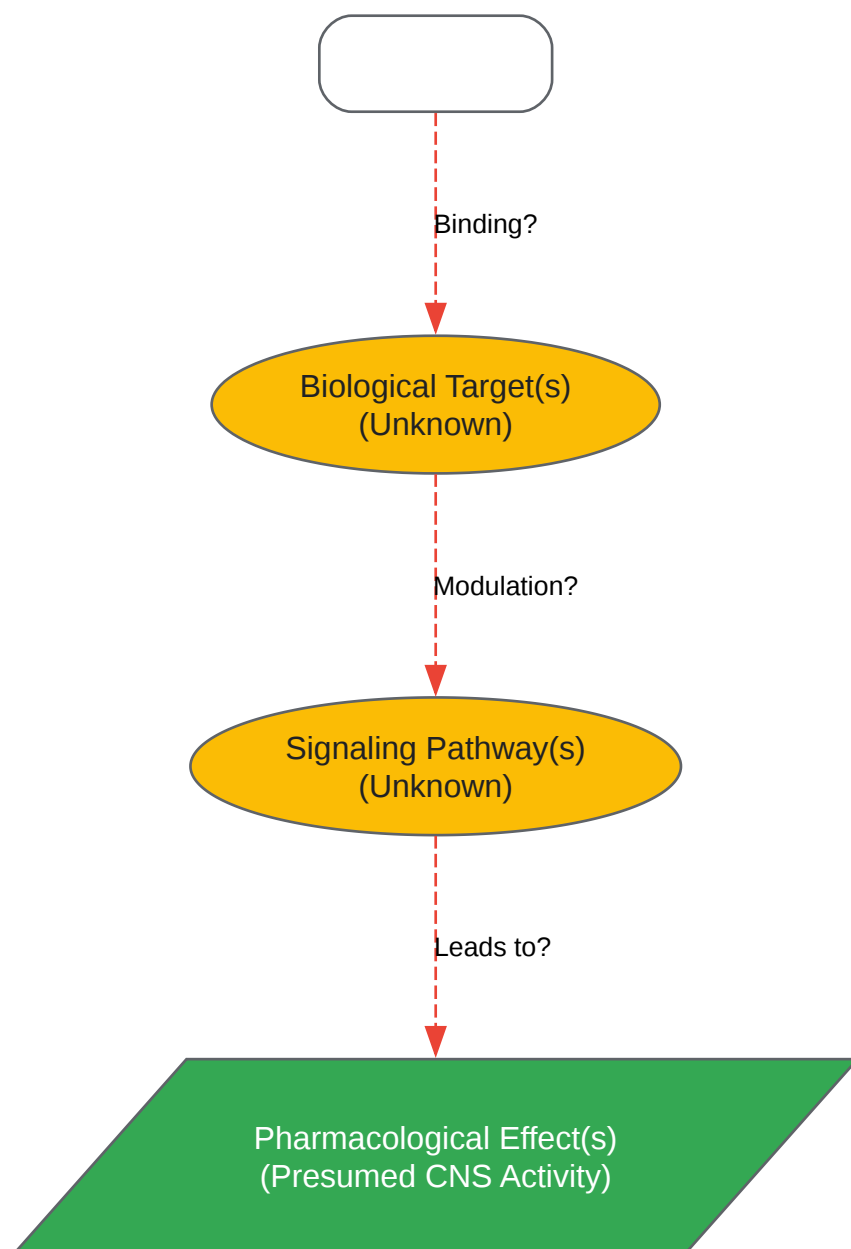 Binding?
Biological Target(s)
(Unknown)
Modulation?
Signaling Pathway(s)
(Unknown)
Leads to?
Pharmacological Effect(s)
(Presumed CNS Activity)